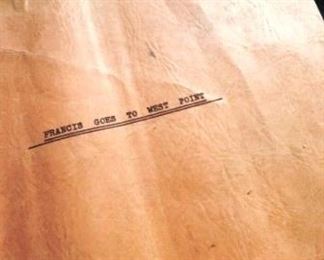 FRANCIS GOES TO WEST POINT